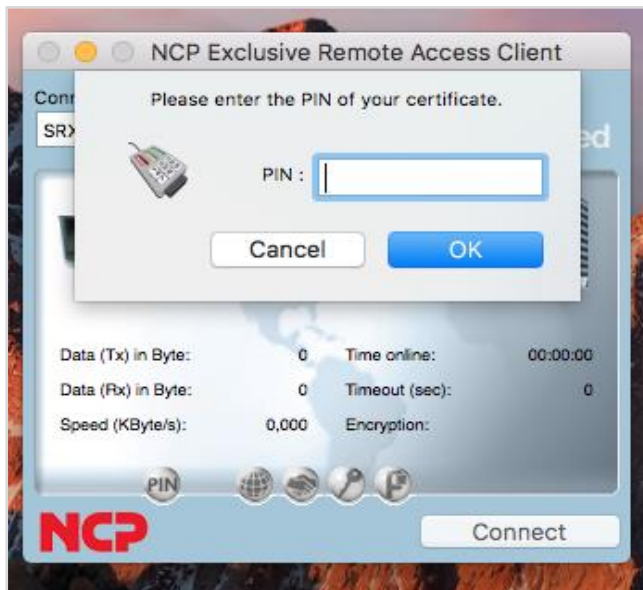 NCP Exclusive Remote Access Client
Please enter the PIN of your certificate.
PIN :
Cancel
OK
Data (Tx) in Byte: 0 Time online: 00:00:00
Data (Rx) in Byte: 0 Timeout (sec): 0
Speed (KByte/s): 0,000 Encryption:
PIN
NCP
Connect